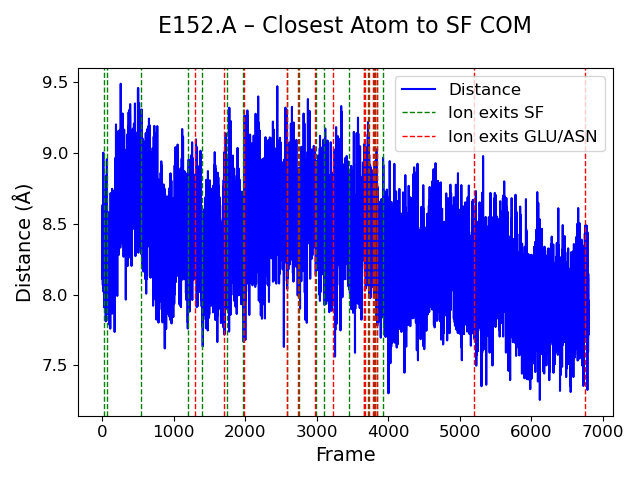 E152.A – Closest Atom to SF COM
9.5
9.0
8.5
8.0
7.5
Distance (Å)
Distance
Ion exits SF
Ion exits GLU/ASN
0 1000 2000 3000 4000 5000 6000 7000
Frame